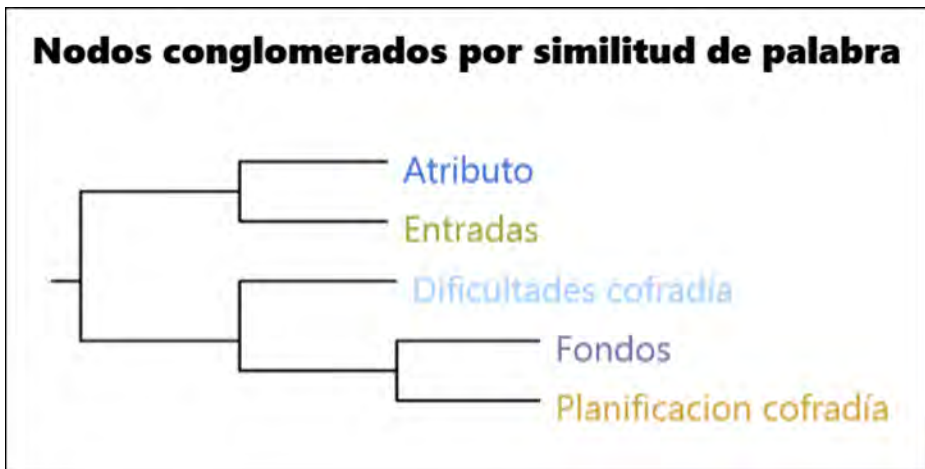 Nodos conglomerados por similitud de palabra
Atributo
Entradas
Dificultades cofradía
Fondos
Planificacion cofradía